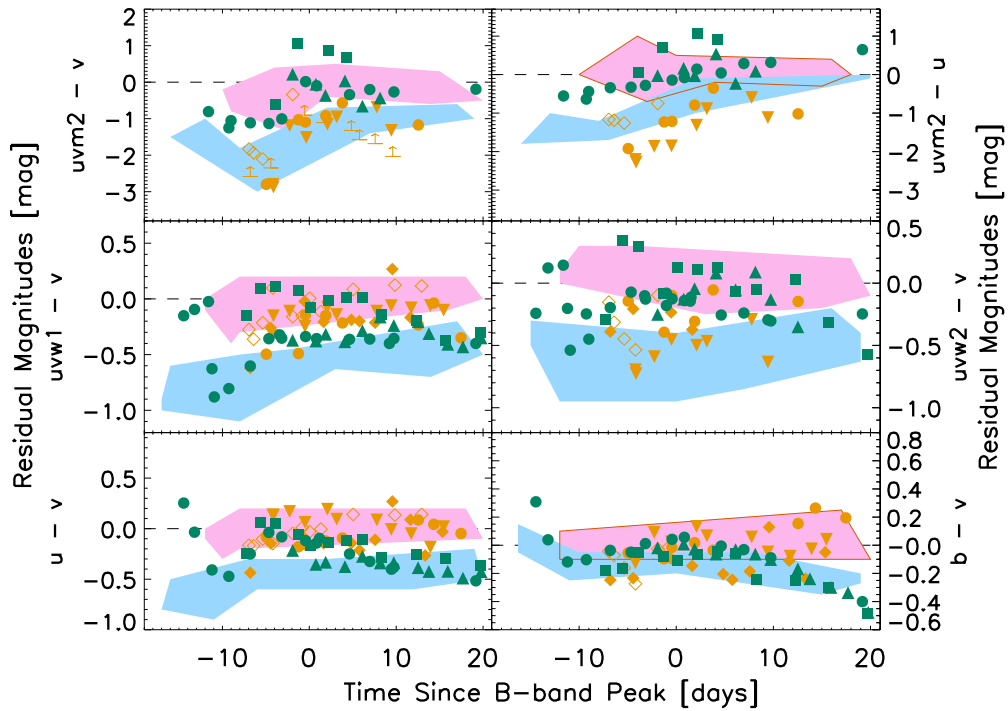 2
1
0
−1
−2
−3
uvm2 − v
1
0
−1
−2
−3
uvm2 − u
0.5
0.0
−0.5
−1.0
uvw1 − v
0.5
0.0
−0.5
−1.0
uvw2 − v
0.5
0.0
−0.5
−1.0
u − v
0.8
0.6
0.4
0.2
−0.0
−0.2
−0.4
−0.6
b − v
Residual Magnitudes [mag]
Residual Magnitudes [mag]
−10 0 10 20
−10 0 10 20
Time Since B−band Peak [days]